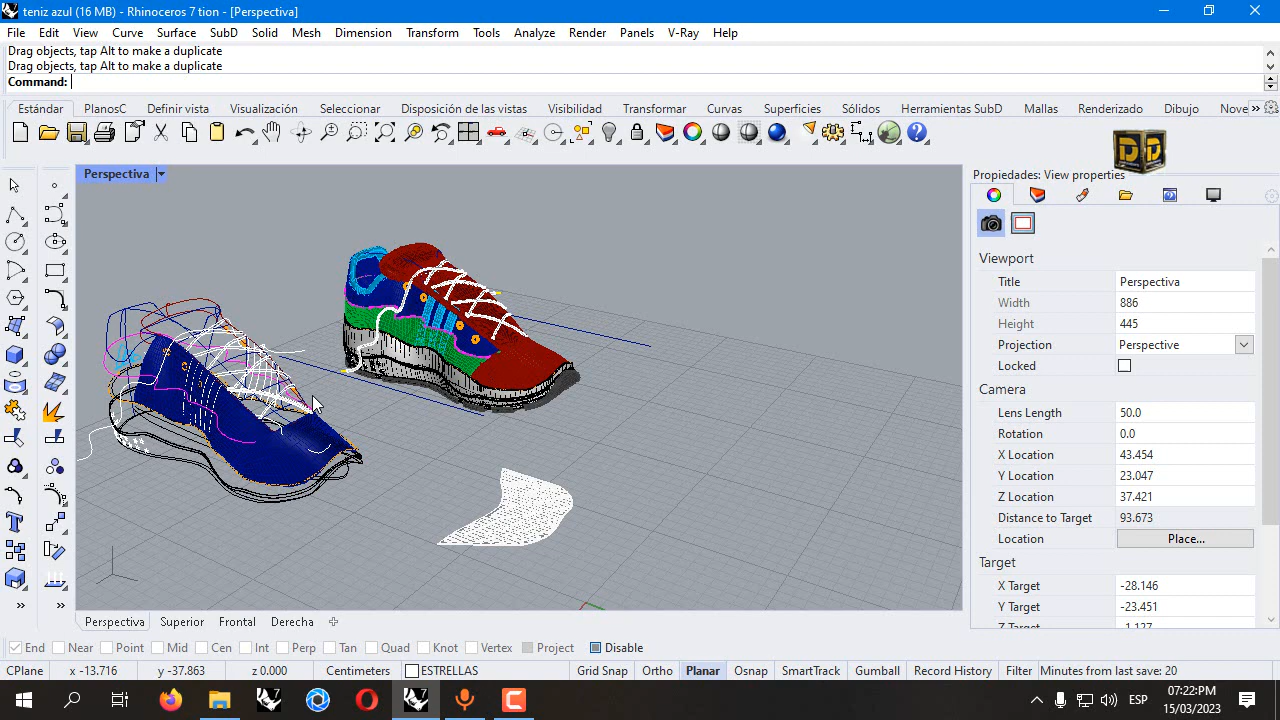 teniz azul (16 MB) - Rhinoceros 7 tion - [Perspectiva]
File Edit View Curve Surface SubD Solid Mesh Dimension Transform Tools Analyze Render Panels V-Ray Help
Drag objects, tap Alt to make a duplicate
Drag objects, tap Alt to make a duplicate
Command:
Estándar PlanosC Definir vista Visualización Seleccionar Disposición de las vistas Visibilidad Transformar Curvas Superficies Sólidos Herramientas SubD Mallas Renderizado Dibujo Nove »
Perspectiva
Propiedades: View properties
Viewport
Title Perspectiva
Width 886
Height 445
Projection Perspective
Locked
Camera
Lens Length 50.0
Rotation 0.0
X Location 43.454
Y Location 23.047
Z Location 37.421
Distance to Target 93.673
Location Place...
Target
X Target -28.146
Y Target -23.451
Z Target -1.127
Perspectiva Superior Frontal Derecha
End Near Point Mid Cen Int Perp Tan Quad Knot Vertex Project Disable
CPlane x -13.716 y -37.863 z 0.000 Centimeters ESTRELLAS Grid Snap Ortho Planar Osnap SmartTrack Gumball Record History Filter Minutes from last save: 20
ESP
07:22:PM
15/03/2023